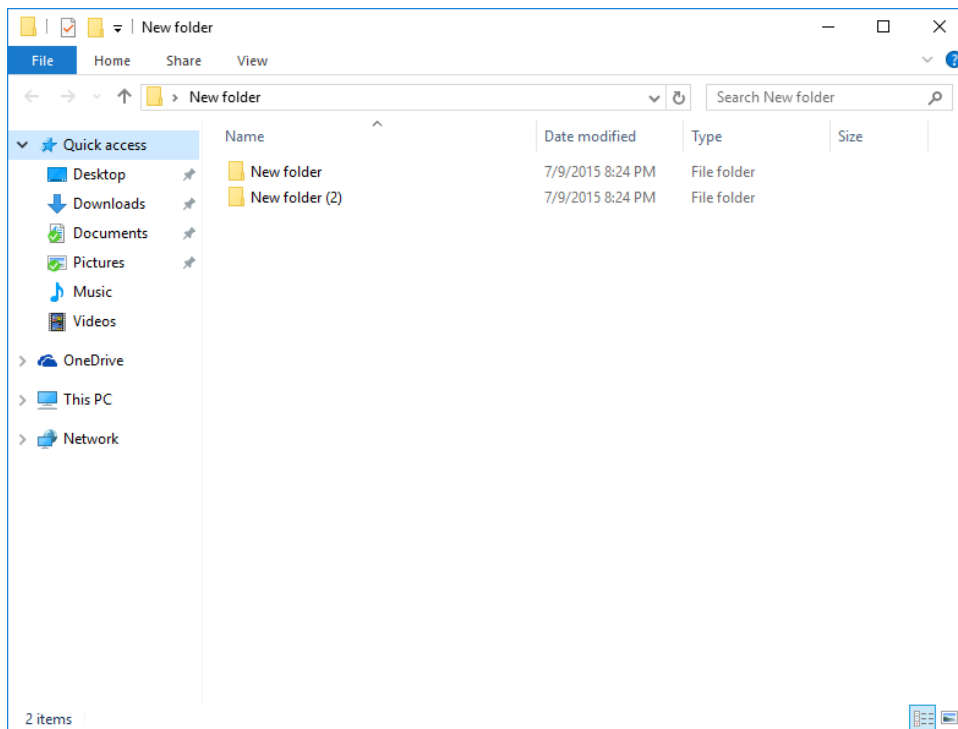 New folder
File Home Share View
New folder Search New folder
Name Date modified Type Size
Quick access
New folder 7/9/2015 8:24 PM File folder
Desktop
New folder (2) 7/9/2015 8:24 PM File folder
Downloads
Documents
Pictures
Music
Videos
OneDrive
This PC
Network
2 items